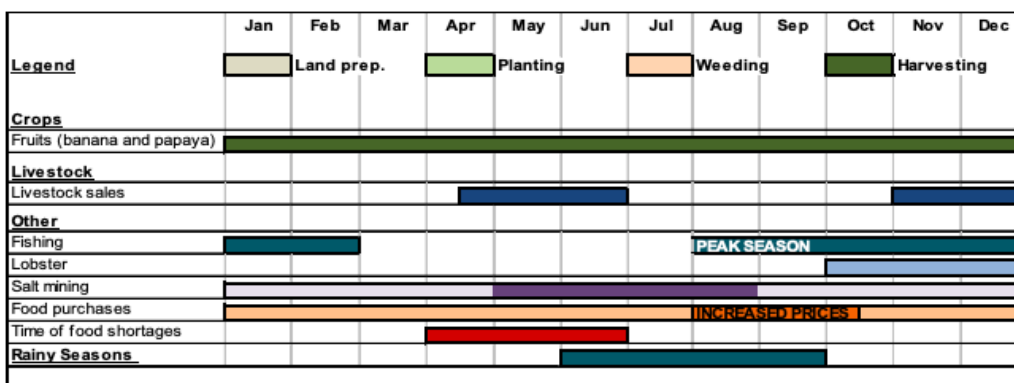 Jan Feb Mar Apr May Jun Jul Aug Sep Oct Nov Dec
Legend Land prep. Planting Weeding Harvesting
Crops
Fruits (banana and papaya)
Livestock
Livestock sales
Other
Fishing PEAK SEASON
Lobster
Salt mining
Food purchases INCREASED PRICES
Time of food shortages
Rainy Seasons